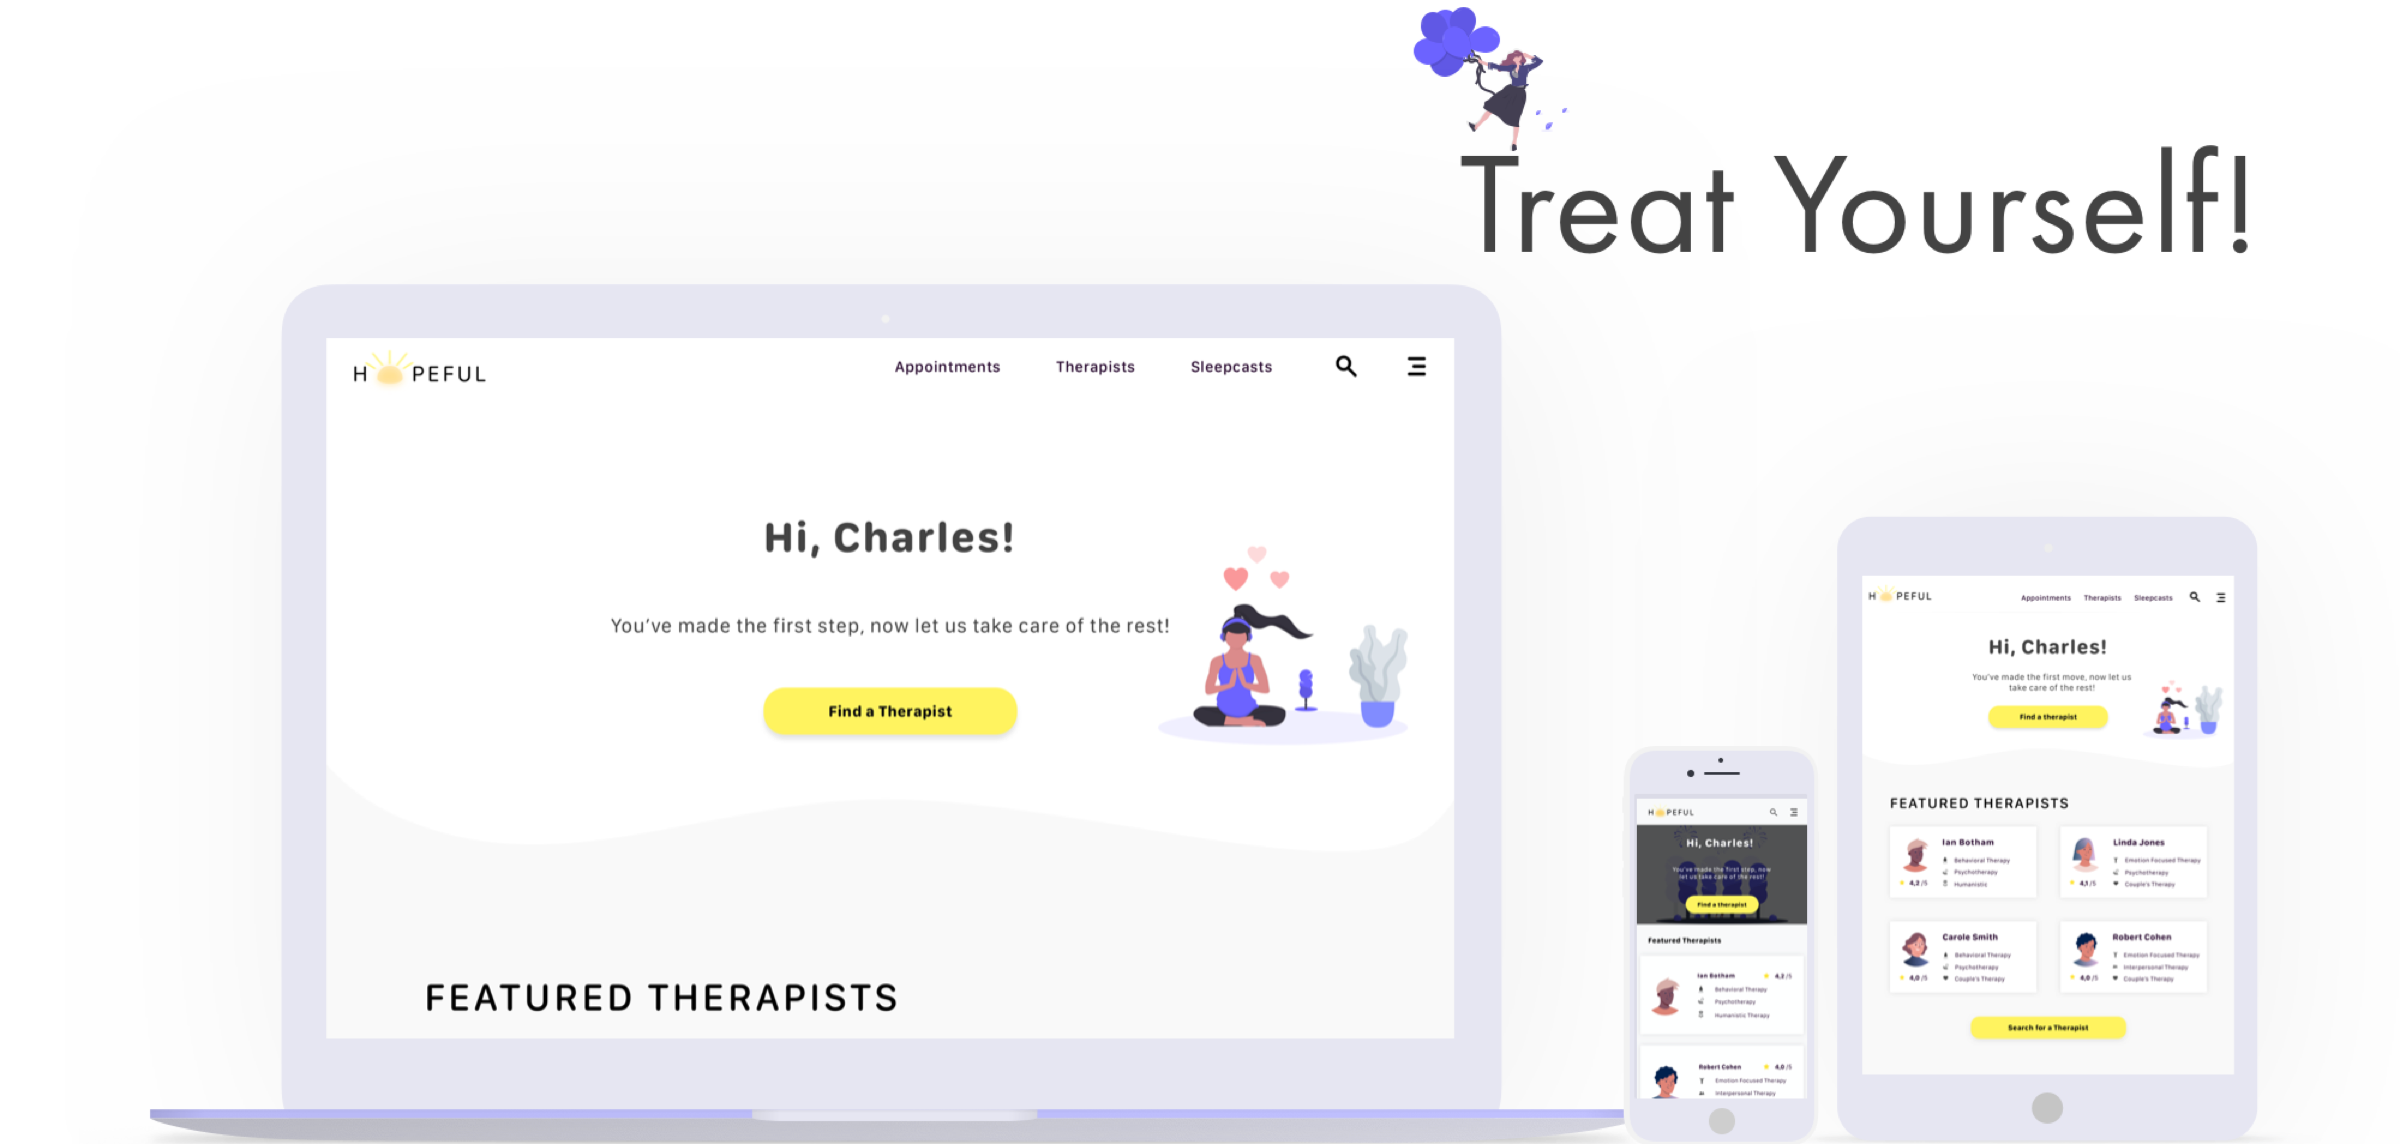 Treat Yourself!
H PEFUL
Appointments Therapists Sleepcasts
Hi, Charles!
You've made the first step, now let us take care of the rest!
Find a Therapist
FEATURED THERAPISTS
H PEFUL
Hi, Charles!
You've made the first step, now
let us take care of the rest!
Find a therapist
Featured Therapists
Ian Botham 4,2 /5
Behavioral Therapy
Psychotherapy
Humanistic Therapy
Robert Cohen 4,0 /5
Emotion Focused Therapy
Interpersonal Therapy
H PEFUL
Appointments Therapists Sleepcasts
Hi, Charles!
You've made the first move, now let us
take care of the rest!
Find a therapist
FEATURED THERAPISTS
Ian Botham
Behavioral Therapy
Psychotherapy
4,2 /5 Humanistic
Linda Jones
Emotion Focused Therapy
Psychotherapy
4,1 /5 Couple's Therapy
Carole Smith
Behavioral Therapy
Psychotherapy
4,0 /5 Couple's Therapy
Robert Cohen
Emotion Focused Therapy
Interpersonal Therapy
4,0 /5 Couple's Therapy
Search for a Therapist